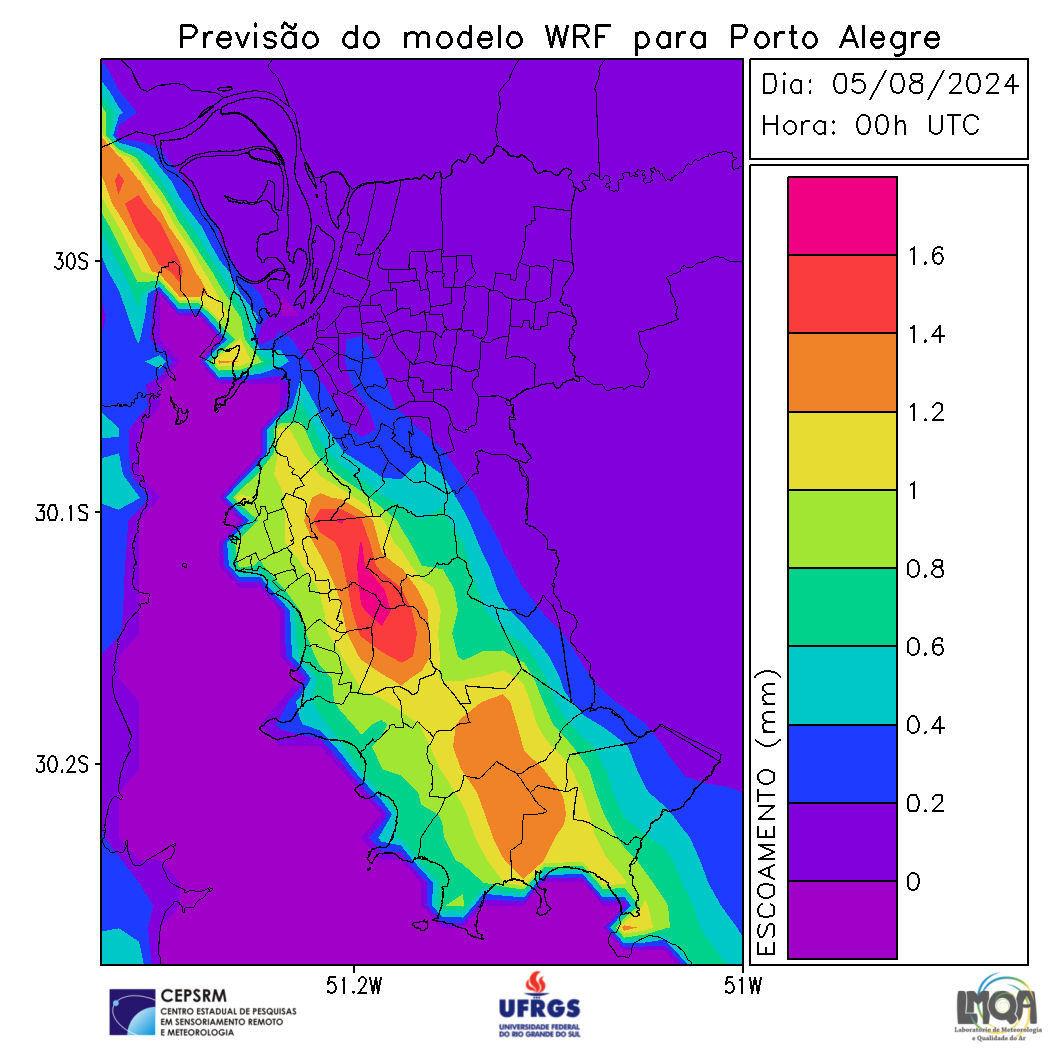 Previsão do modelo WRF para Porto Alegre
Dia: 05/08/2024
Hora: 00h UTC
30S
30.1S
30.2S
51.2W
51W
ESCOAMENTO (mm)
1.6
1.4
1.2
1
0.8
0.6
0.4
0.2
0
CEPSRM
CENTRO ESTADUAL DE PESQUISAS
EM SENSORIAMENTO REMOTO
E METEOROLOGIA
UFRGS
UNIVERSIDADE FEDERAL
DO RIO GRANDE DO SUL
LMQA
Laboratório de Meteorologia
e Qualidade do Ar